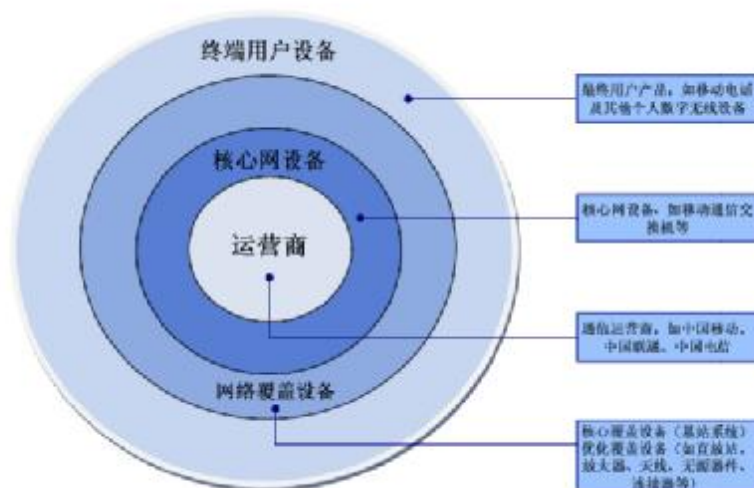 终端用户设备
核心网设备
运营商
网络覆盖设备
最终用户产品,如移动电话
及其他个人数字无线设备
核心网设备,如移动通信交
换机等
通信运营商,如中国移动、
中国联通、中国电信
核心覆盖设备(基站系统)
优化覆盖设备(如直放站、
放大器、天线、无源器件、
连接器等)